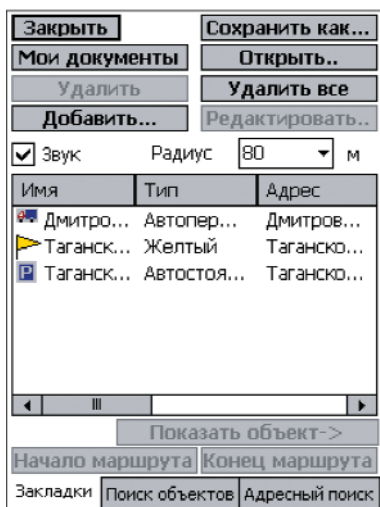 Закрыть Сохранить как...
Мои документы Открыть..
Удалить Удалить все
Добавить... Редактировать..
Звук Радиус 80 м
Имя Тип Адрес
Дмитро... Автопер... Дмитров...
Таганск... Желтый Таганско...
P Таганск... Автостоя... Таганско...
Показать объект->
Начало маршрута Конец маршрута
Закладки Поиск объектов Адресный поиск